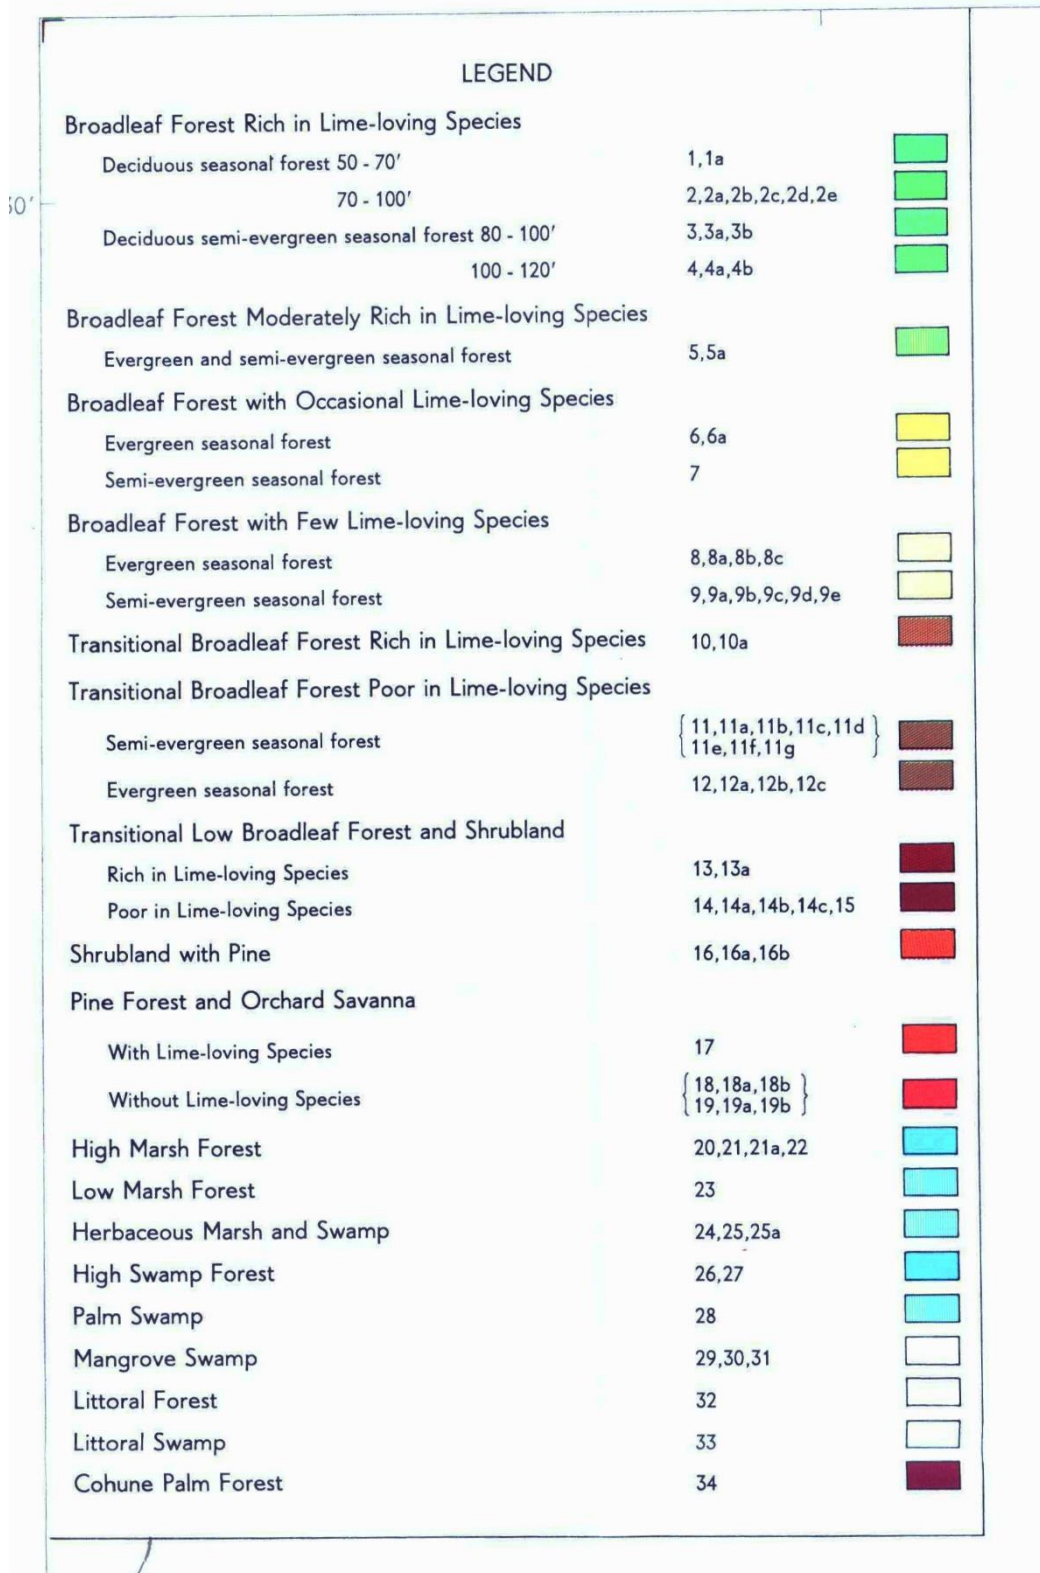 LEGEND
Broadleaf Forest Rich in Lime-loving Species
Deciduous seasonal forest 50 - 70' 1,1a
70 - 100' 2,2a,2b,2c,2d,2e
Deciduous semi-evergreen seasonal forest 80 - 100' 3,3a,3b
100 - 120' 4,4a,4b
Broadleaf Forest Moderately Rich in Lime-loving Species
Evergreen and semi-evergreen seasonal forest 5,5a
Broadleaf Forest with Occasional Lime-loving Species
Evergreen seasonal forest 6,6a
Semi-evergreen seasonal forest 7
Broadleaf Forest with Few Lime-loving Species
Evergreen seasonal forest 8,8a,8b,8c
Semi-evergreen seasonal forest 9,9a,9b,9c,9d,9e
Transitional Broadleaf Forest Rich in Lime-loving Species 10,10a
Transitional Broadleaf Forest Poor in Lime-loving Species
Semi-evergreen seasonal forest { 11,11a,11b,11c,11d
11e,11f,11g }
Evergreen seasonal forest 12,12a,12b,12c
Transitional Low Broadleaf Forest and Shrubland
Rich in Lime-loving Species 13,13a
Poor in Lime-loving Species 14,14a,14b,14c,15
Shrubland with Pine 16,16a,16b
Pine Forest and Orchard Savanna
With Lime-loving Species 17
Without Lime-loving Species { 18,18a,18b
19,19a,19b }
High Marsh Forest 20,21,21a,22
Low Marsh Forest 23
Herbaceous Marsh and Swamp 24,25,25a
High Swamp Forest 26,27
Palm Swamp 28
Mangrove Swamp 29,30,31
Littoral Forest 32
Littoral Swamp 33
Cohune Palm Forest 34